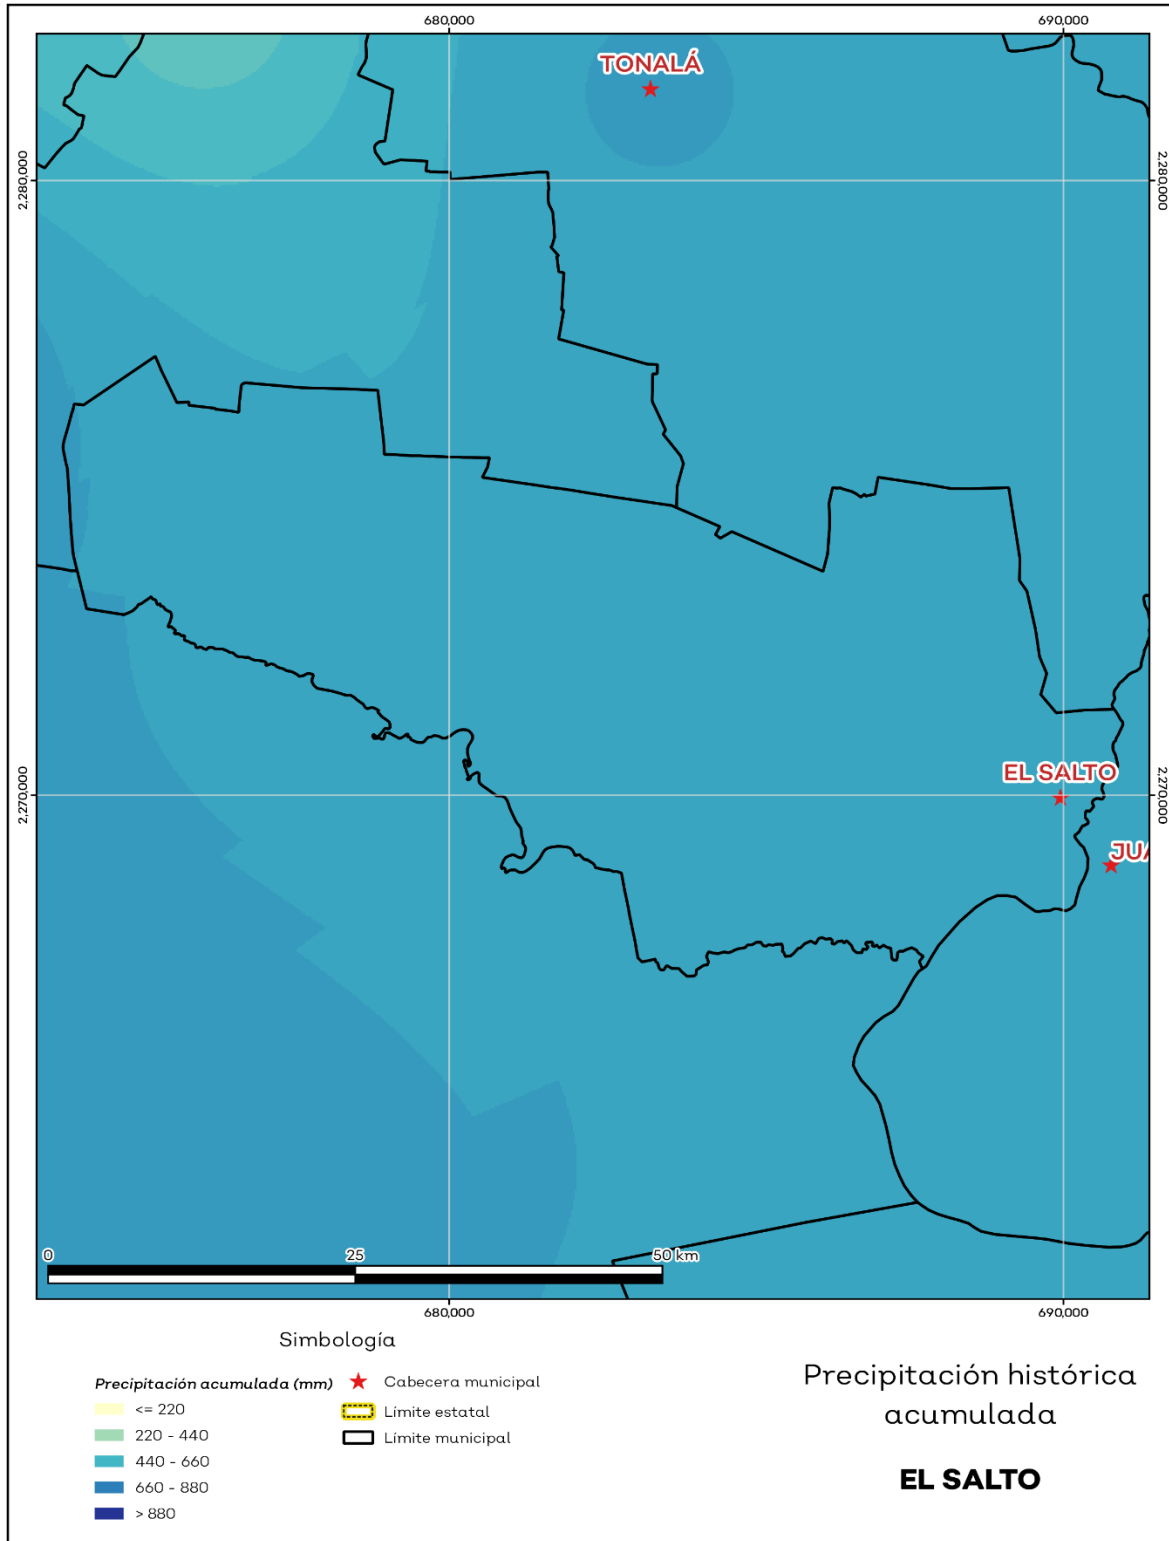 680,000
690,000
TONALÁ
2,280,000
2,280,000
EL SALTO
2,270,000
2,270,000
JUA
0
25
50 km
680,000
690,000
Simbología
Precipitación acumulada (mm)
<= 220
220 - 440
440 - 660
660 - 880
> 880
Cabecera municipal
Límite estatal
Límite municipal
Precipitación histórica
acumulada
EL SALTO